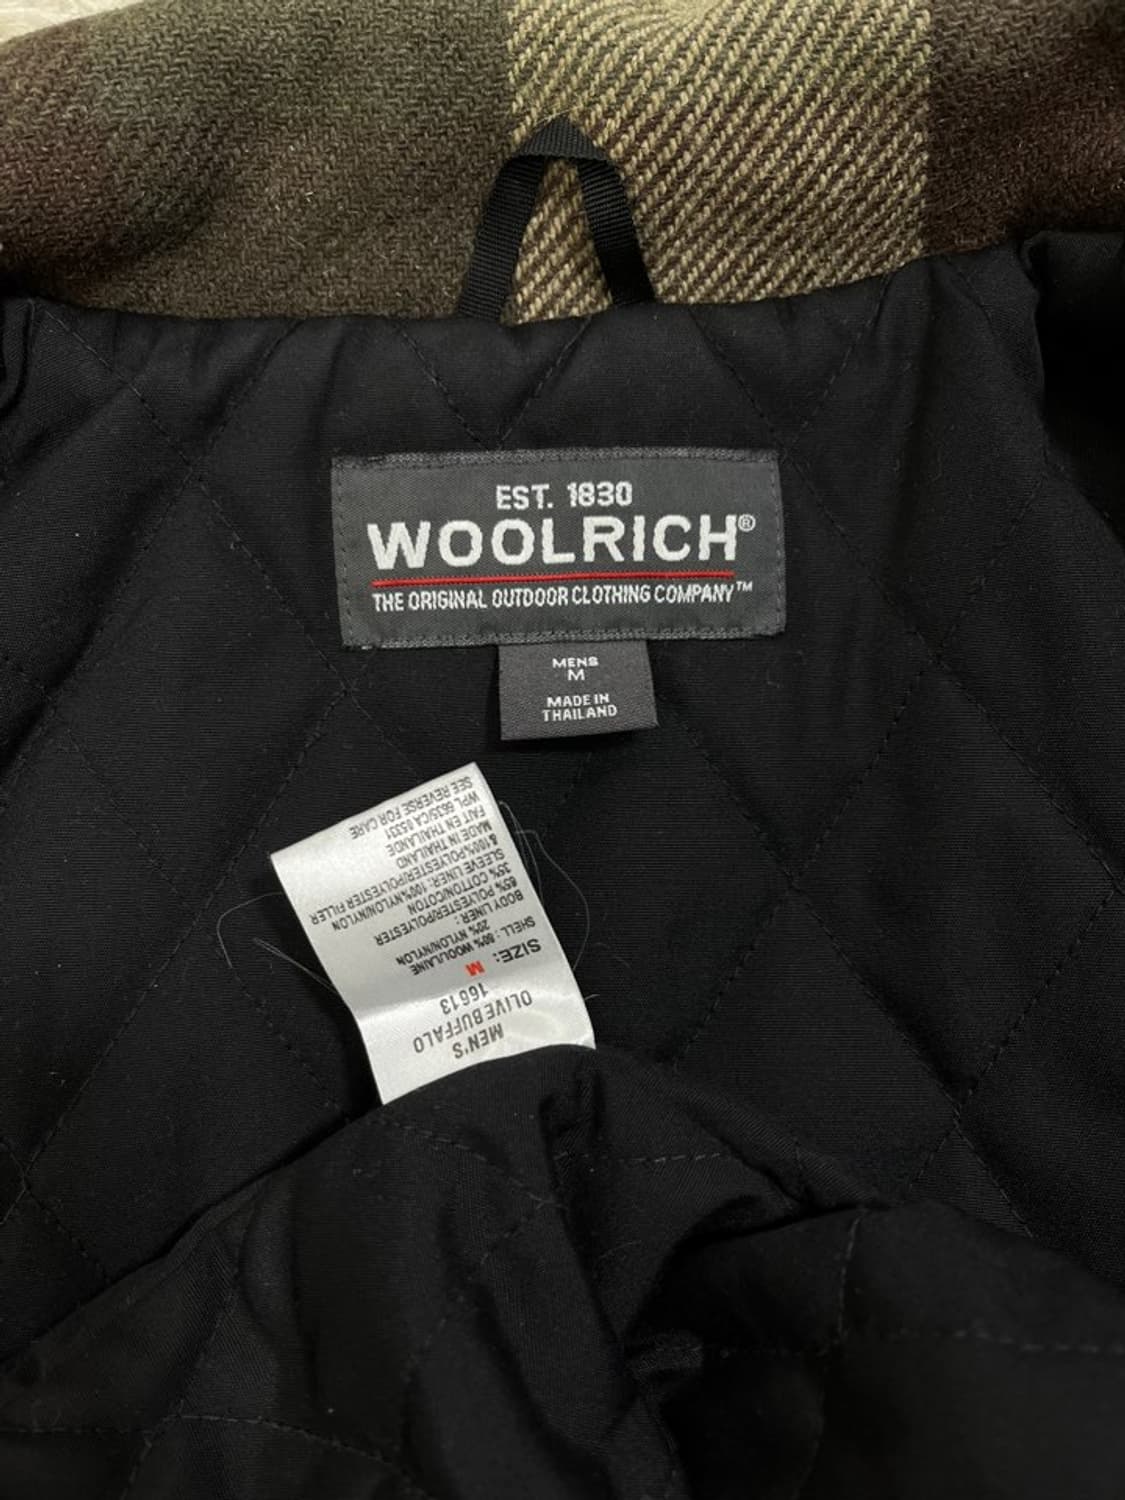 EST. 1830
WOOLRICH®
THE ORIGINAL OUTDOOR CLOTHING COMPANY™
MENS
M
MADE IN
THAILAND
MEN'S
OLIVE BUFFALO
16613
SIZE: M
SHELL: 80% WOOL/LAINE
20% NYLON/NYLON
BODY LINER:
65% POLYESTER/POLYESTER
35% COTTON/COTON
SLEEVE LINER: 100% NYLON/NYLON
& 100% POLYESTER/POLYESTER FILLER
MADE IN THAILAND
FAIT EN THAILANDE
WPL 6635/CA 05331
SEE REVERSE FOR CARE